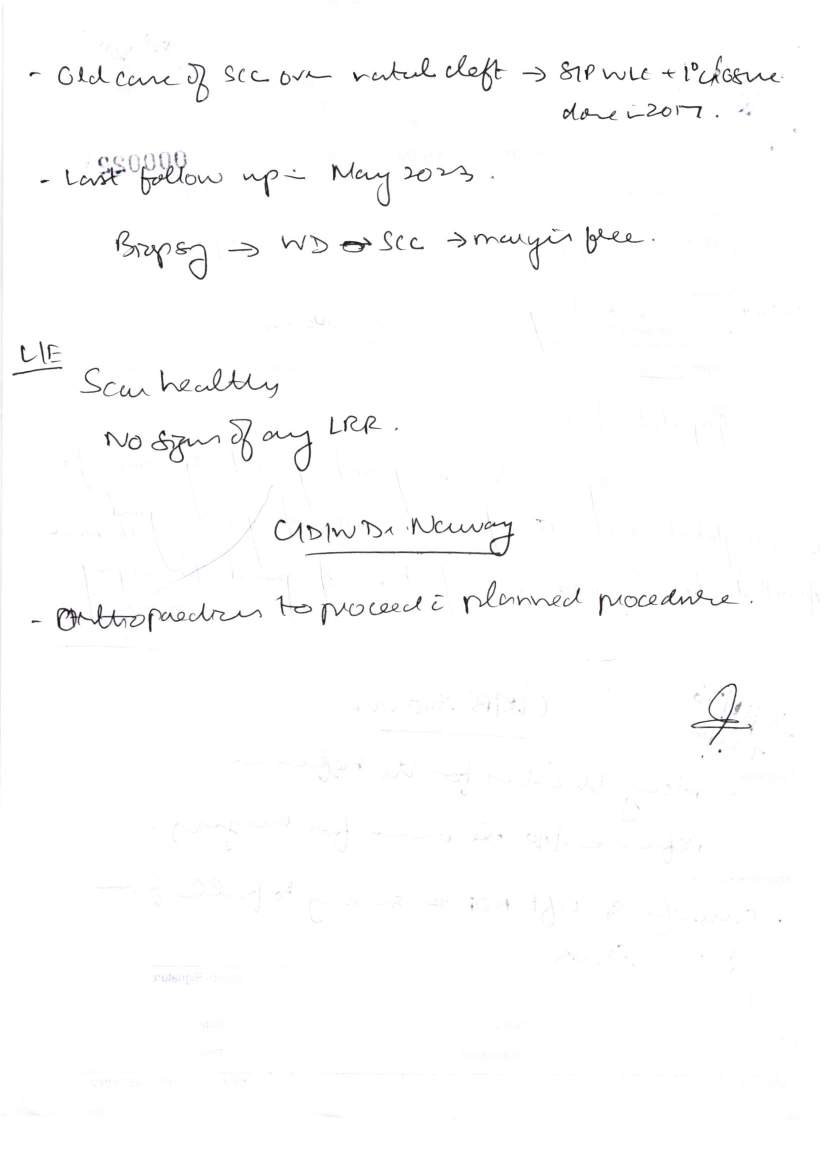 - Old case of SCC over natal cleft → S/P WLE + 1° closure
done in 2017.
- Last follow up - May 2023.
Biopsy → WD SCC → margin free.
L/E
Scar healthy
No signs of any LRR.
C/D/W Dr.
- Orthopaedics to proceed c̄ planned procedure.